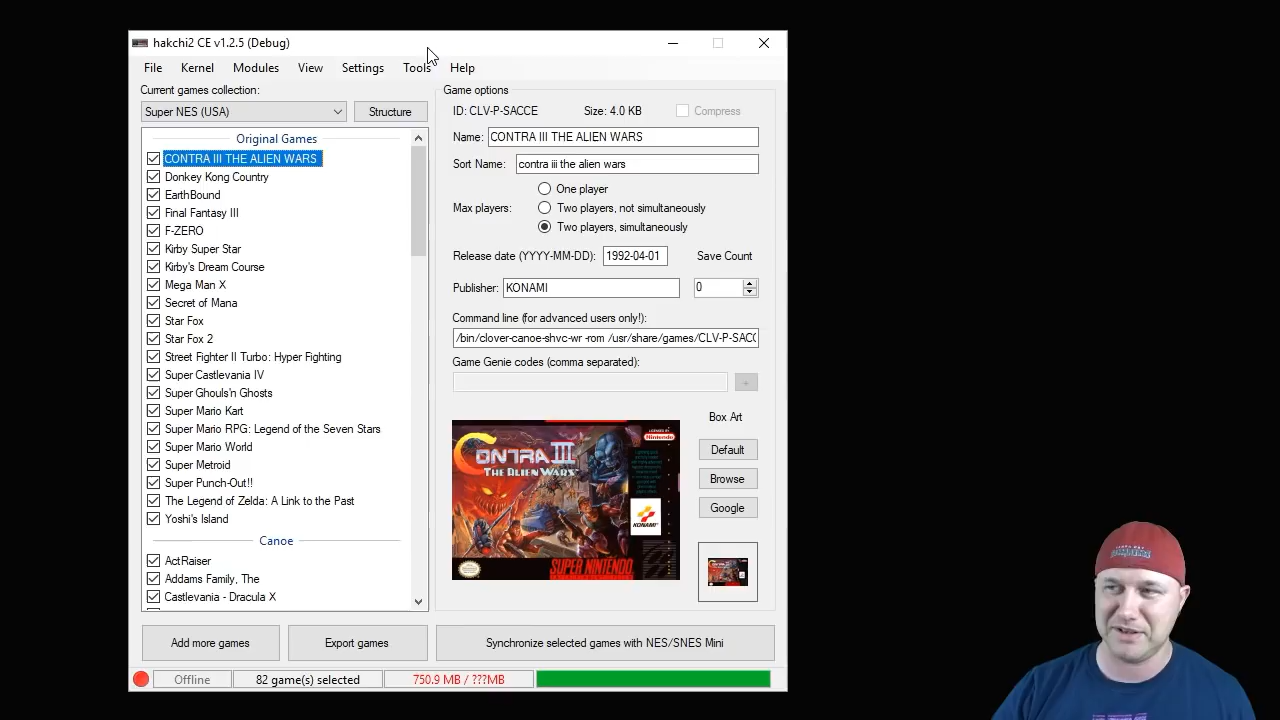 hakchi2 CE v1.2.5 (Debug)
File Kernel Modules View Settings Tools Help
Current games collection:
Super NES (USA) Structure
Original Games
CONTRA III THE ALIEN WARS
Donkey Kong Country
EarthBound
Final Fantasy III
F-ZERO
Kirby Super Star
Kirby's Dream Course
Mega Man X
Secret of Mana
Star Fox
Star Fox 2
Street Fighter II Turbo: Hyper Fighting
Super Castlevania IV
Super Ghouls'n Ghosts
Super Mario Kart
Super Mario RPG: Legend of the Seven Stars
Super Mario World
Super Metroid
Super Punch-Out!!
The Legend of Zelda: A Link to the Past
Yoshi's Island
Canoe
ActRaiser
Addams Family, The
Castlevania - Dracula X
Game options
ID: CLV-P-SACCE Size: 4.0 KB Compress
Name: CONTRA III THE ALIEN WARS
Sort Name: contra iii the alien wars
Max players:
One player
Two players, not simultaneously
Two players, simultaneously
Release date (YYYY-MM-DD): 1992-04-01 Save Count
Publisher: KONAMI 0
Command line (for advanced users only!):
/bin/clover-canoe-shvc-wr -rom /usr/share/games/CLV-P-SACC
Game Genie codes (comma separated):
+
Box Art
Default
Browse
Google
CONTRA III
THE ALIEN WARS
Nintendo
KONAMI
SUPER NINTENDO
Add more games Export games Synchronize selected games with NES/SNES Mini
Offline 82 game(s) selected 750.9 MB / ???MB